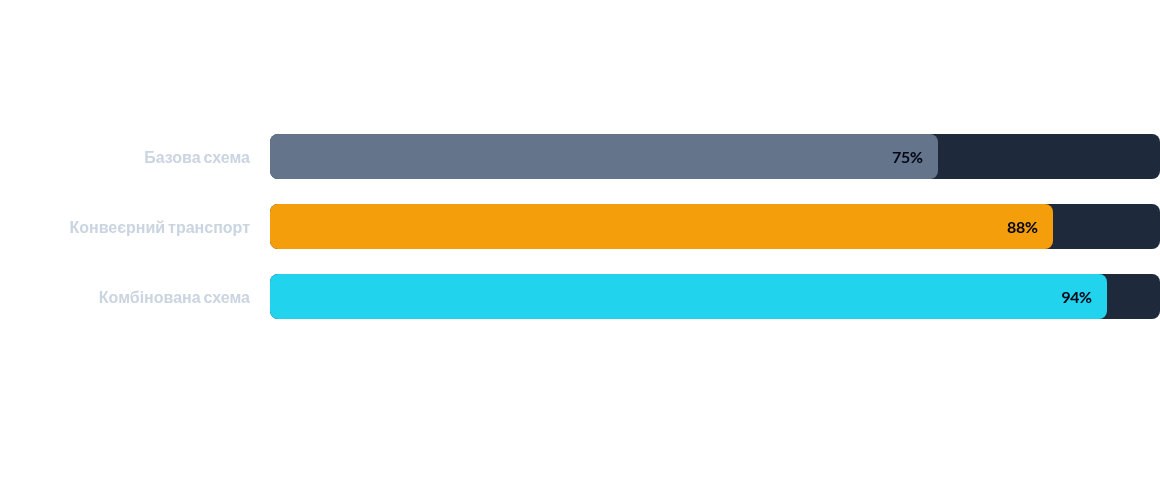 Базова схема 75%
Конвеєрний транспорт 88%
Комбінована схема 94%